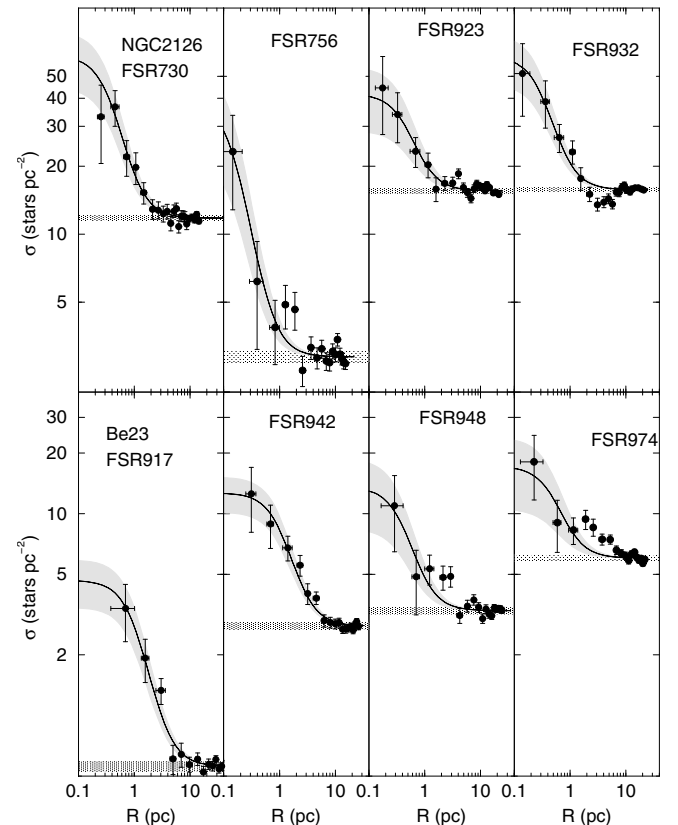 NGC2126
FSR730
FSR756
FSR923
FSR932
50
40
30
20
10
5
σ (stars pc⁻²)
Be23
FSR917
FSR942
FSR948
FSR974
30
20
10
5
2
σ (stars pc⁻²)
0.1 1 10 0.1 1 10 0.1 1 10 0.1 1 10
R (pc) R (pc) R (pc) R (pc)